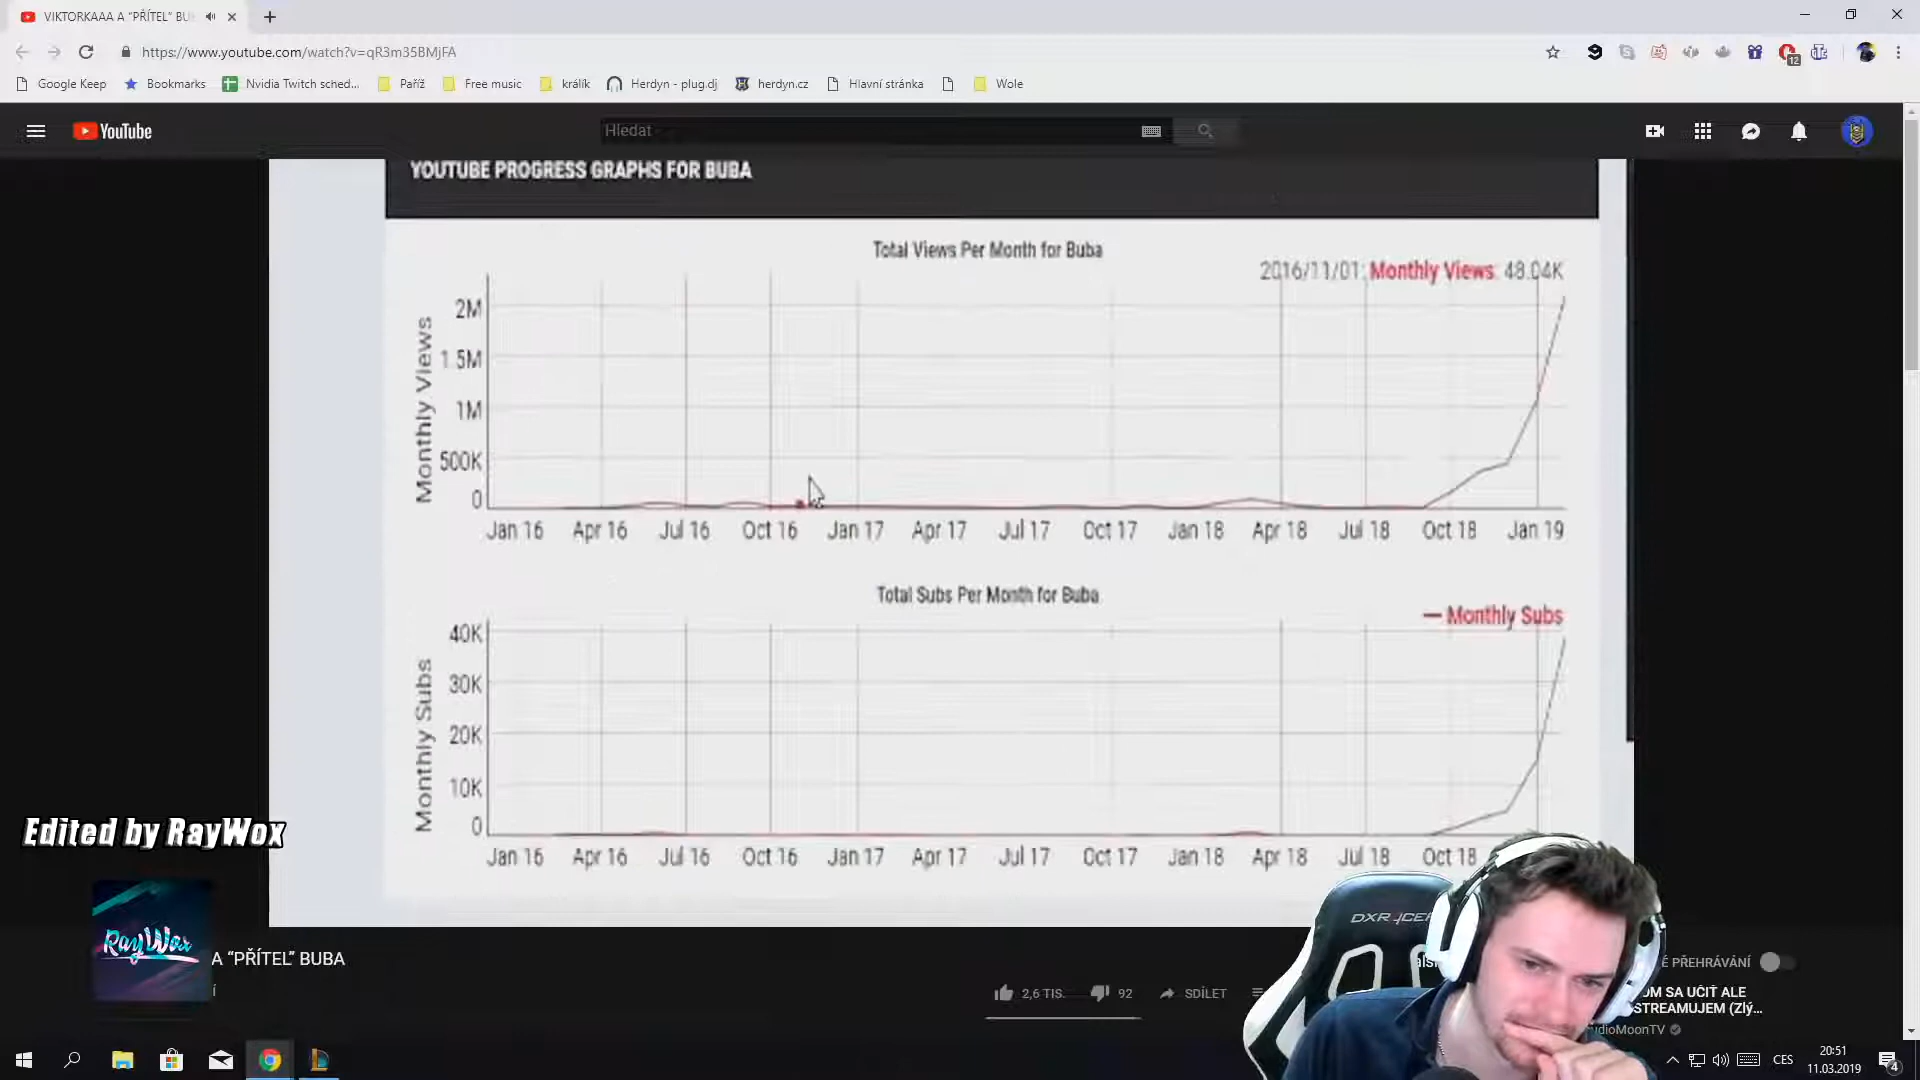 VIKTORKAAA A “PŘÍTEL” BU
https://www.youtube.com/watch?v=qR3m35BMjFA
12
Google Keep
Bookmarks
Nvidia Twitch sched...
Paříž
Free music
králík
Herdyn - plug.dj
herdyn.cz
Hlavní stránka
Wole
YouTube
Hledat
YOUTUBE PROGRESS GRAPHS FOR BUBA
Total Views Per Month for Buba
2016/11/01: Monthly Views: 48.04K
Monthly Views
2M
1.5M
1M
500K
0
Jan 16 Apr 16 Jul 16 Oct 16 Jan 17 Apr 17 Jul 17 Oct 17 Jan 18 Apr 18 Jul 18 Oct 18 Jan 19
Total Subs Per Month for Buba
Monthly Subs
Monthly Subs
40K
30K
20K
10K
0
Jan 16 Apr 16 Jul 16 Oct 16 Jan 17 Apr 17 Jul 17 Oct 17 Jan 18 Apr 18 Jul 18 Oct 18
Edited by RayWox
RayWox
A “PŘÍTEL” BUBA
2,6 TIS.
92
SDÍLET
É PŘEHRÁVÁNÍ
OM SA UČIŤ ALE
STREAMUJEM (Zlý...
udioMoonTV
CES
20:51
11.03.2019
4